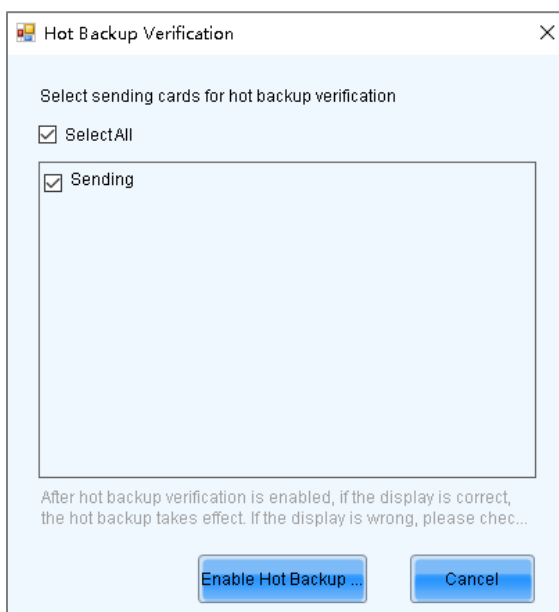 Hot Backup Verification
Select sending cards for hot backup verification
SelectAll
Sending
After hot backup verification is enabled, if the display is correct,
the hot backup takes effect. If the display is wrong, please chec...
Enable Hot Backup ...
Cancel